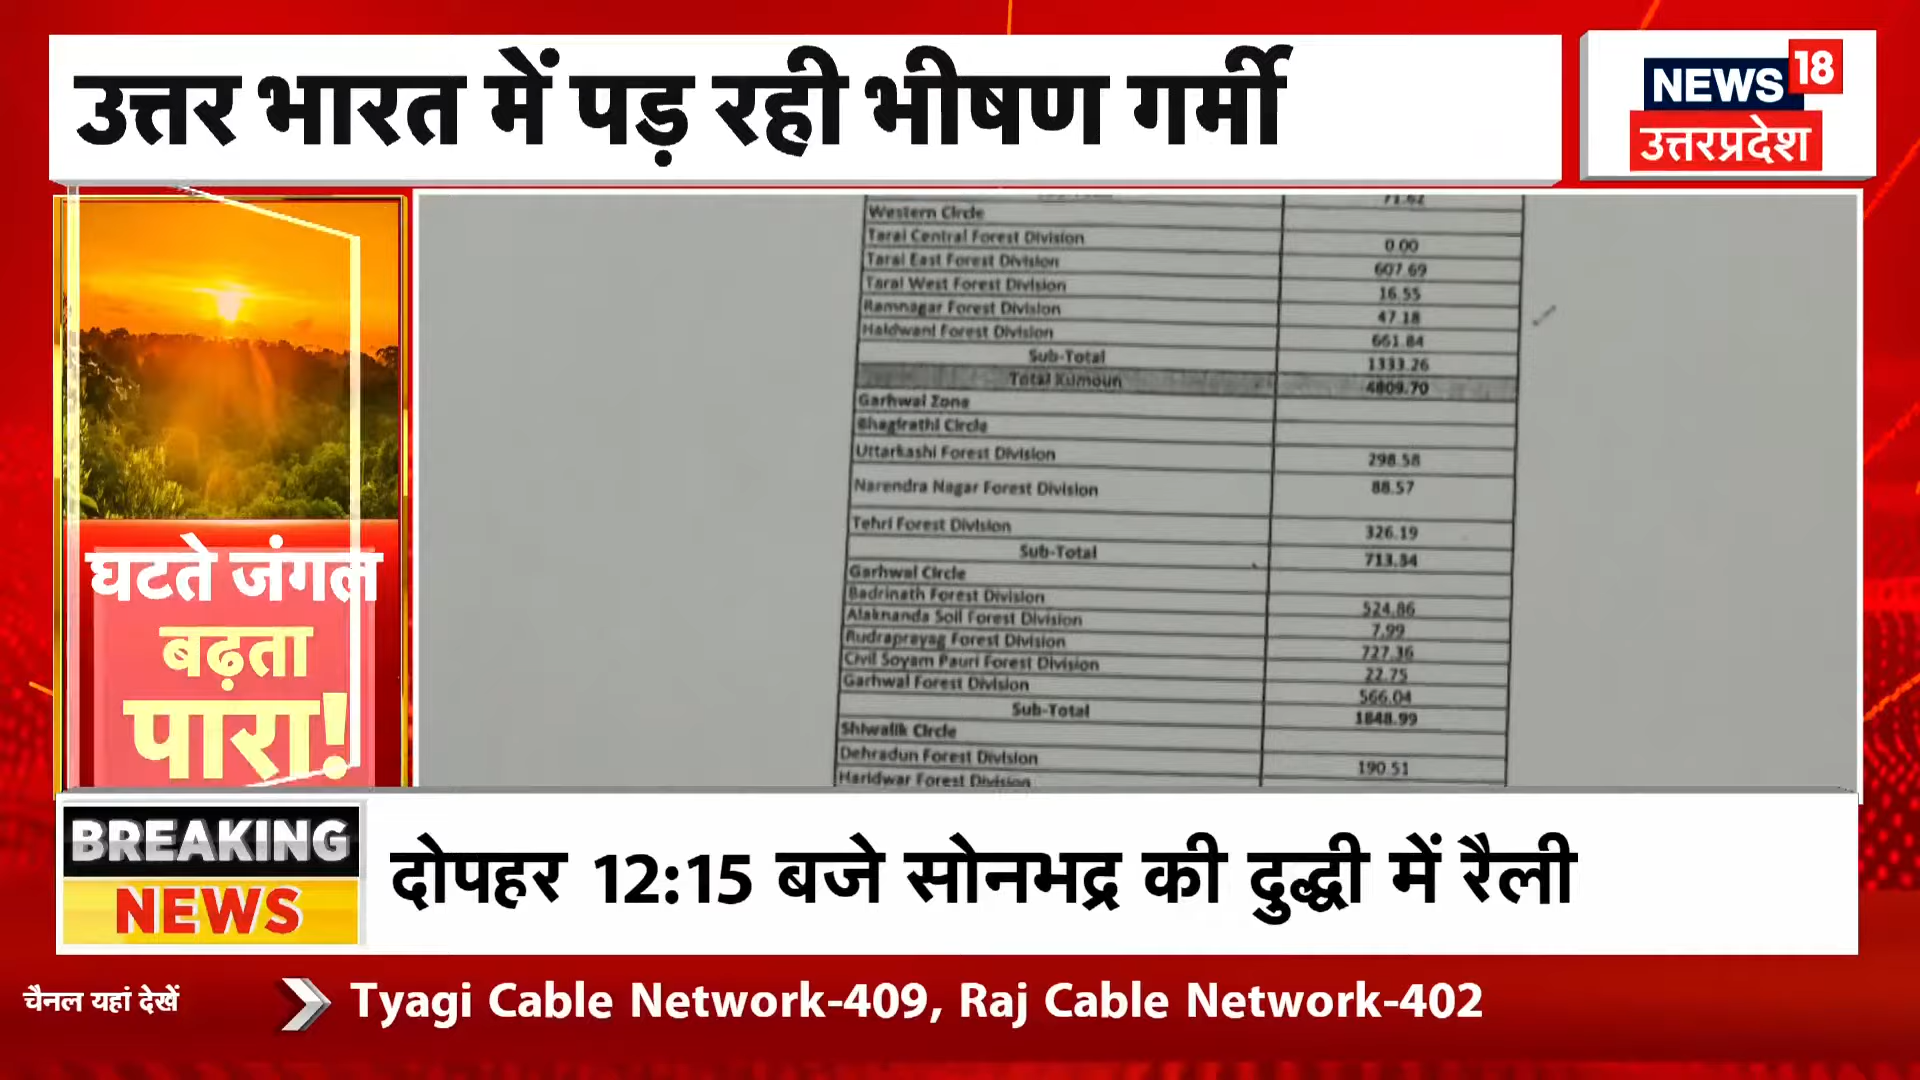 उत्तर भारत में पड़ रही भीषण गर्मी
NEWS 18
उत्तरप्रदेश
घटते जंगल
बढ़ता
पारा!
71.62
Western Circle
Tarai Central Forest Division 0.00
Tarai East Forest Division 607.69
Tarai West Forest Division 16.55
Ramnagar Forest Division 47.18
Haldwani Forest Division 661.84
Sub-Total 1333.26
Total Kumoun 4809.70
Garhwal Zone
Bhagirathi Circle
Uttarkashi Forest Division 298.58
Narendra Nagar Forest Division 88.57
Tehri Forest Division 326.19
Sub-Total 713.34
Garhwal Circle
Badrinath Forest Division 524.86
Alaknanda Soil Forest Division 7.99
Rudraprayag Forest Division 727.36
Civil Soyam Pauri Forest Division 22.75
Garhwal Forest Division 566.04
Sub-Total 1848.99
Shiwalik Circle
Dehradun Forest Division 190.51
Haridwar Forest Division
BREAKING
NEWS
दोपहर 12:15 बजे सोनभद्र की दुद्धी में रैली
चैनल यहां देखें
Tyagi Cable Network-409, Raj Cable Network-402